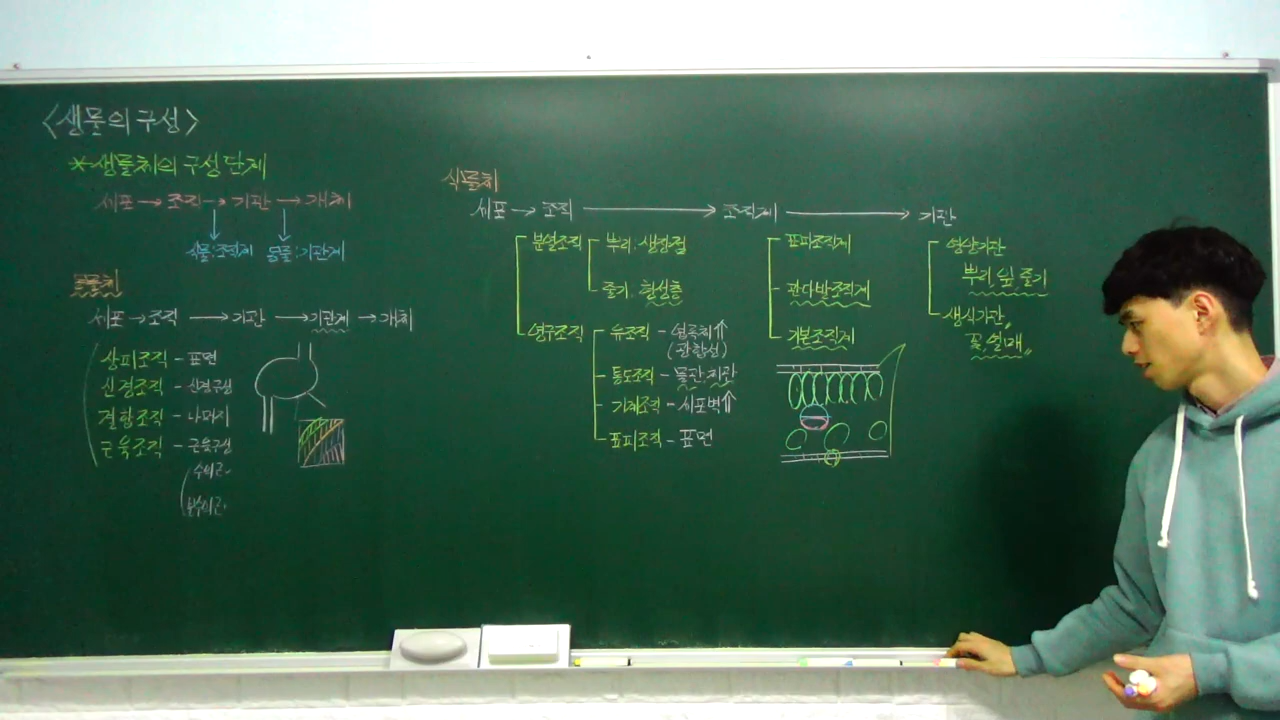 <생물의 구성>
*생물체의 구성 단계
세포 → 조직 → 기관 → 개체
식물:조직계 동물:기관계
동물체
세포 → 조직 → 기관 → 기관계 → 개체
상피조직 - 표면
신경조직 - 신경구성
결합조직 - 나머지
근육조직 - 근육구성
수의근
불수의근
식물체
세포 → 조직 → 조직계 → 기관
분열조직 뿌리:생장점
줄기:형성층
영구조직 유조직 - 엽록체⇑
(광합성)
통도조직 - 물관,체관
기계조직 - 세포벽⇑
표피조직 - 표면
표피조직계
관다발조직계
기본조직계
영양기관
뿌리,잎,줄기
생식기관
꽃,열매